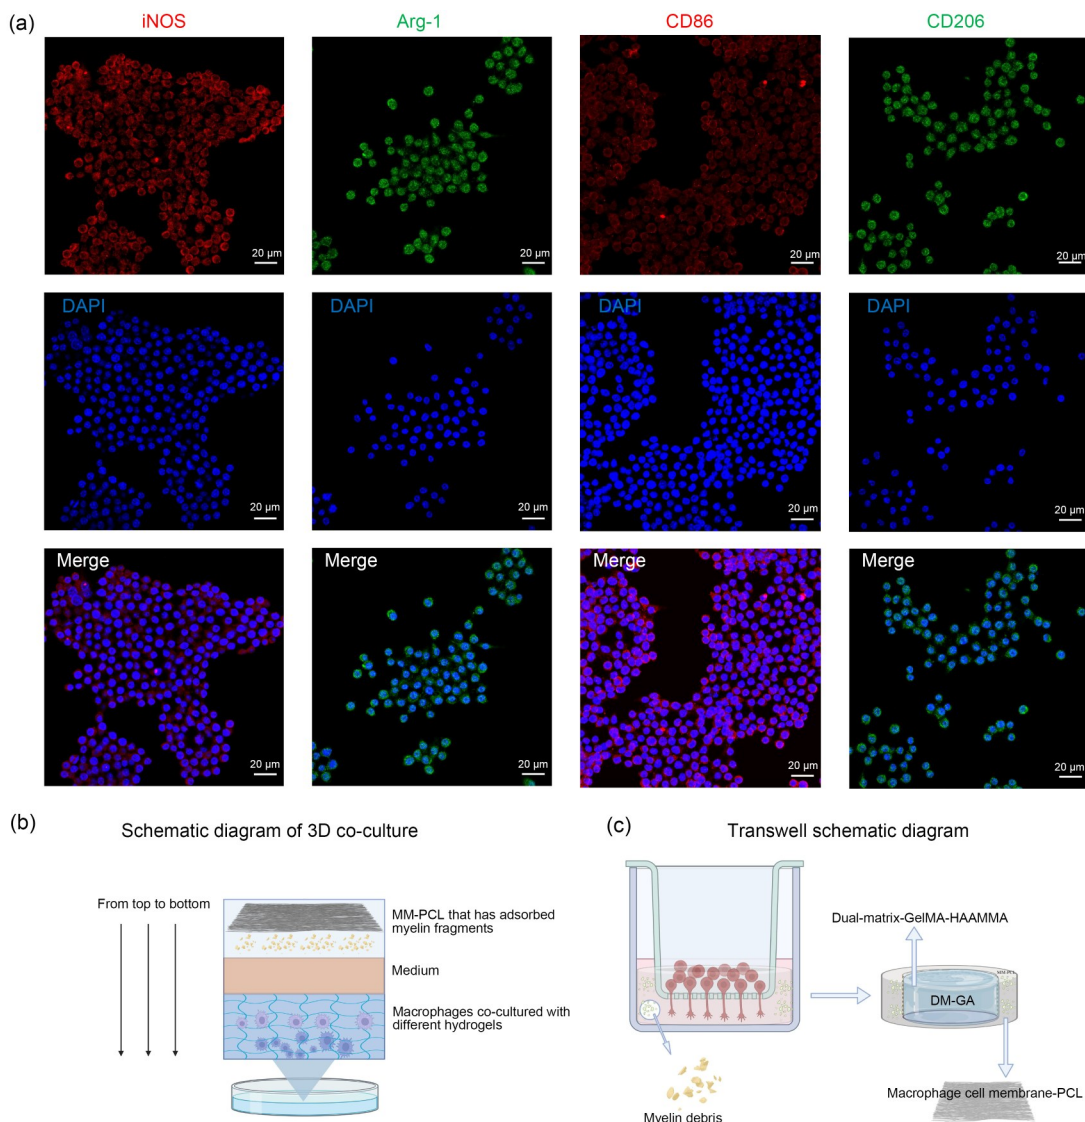 (a)
iNOS
Arg-1
CD86
CD206
20 μm
20 μm
20 μm
20 μm
DAPI
DAPI
DAPI
DAPI
20 μm
20 μm
20 μm
20 μm
Merge
Merge
Merge
Merge
20 μm
20 μm
20 μm
20 μm
(b)
Schematic diagram of 3D co-culture
From top to bottom
MM-PCL that has adsorbed
myelin fragments
Medium
Macrophages co-cultured with
different hydrogels
(c)
Transwell schematic diagram
Dual-matrix-GelMA-HAAMMA
MM-PCL
DM-GA
Macrophage cell membrane-PCL
Myelin debris